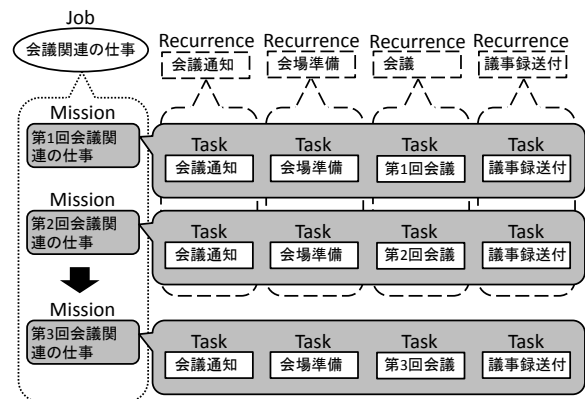 Job
会議関連の仕事
Recurrence
会議通知
Recurrence
会場準備
Recurrence
会議
Recurrence
議事録送付
Mission
第1回会議関
連の仕事
Task
会議通知
Task
会場準備
Task
第1回会議
Task
議事録送付
Mission
第2回会議関
連の仕事
Task
会議通知
Task
会場準備
Task
第2回会議
Task
議事録送付
Mission
第3回会議関
連の仕事
Task
会議通知
Task
会場準備
Task
第3回会議
Task
議事録送付